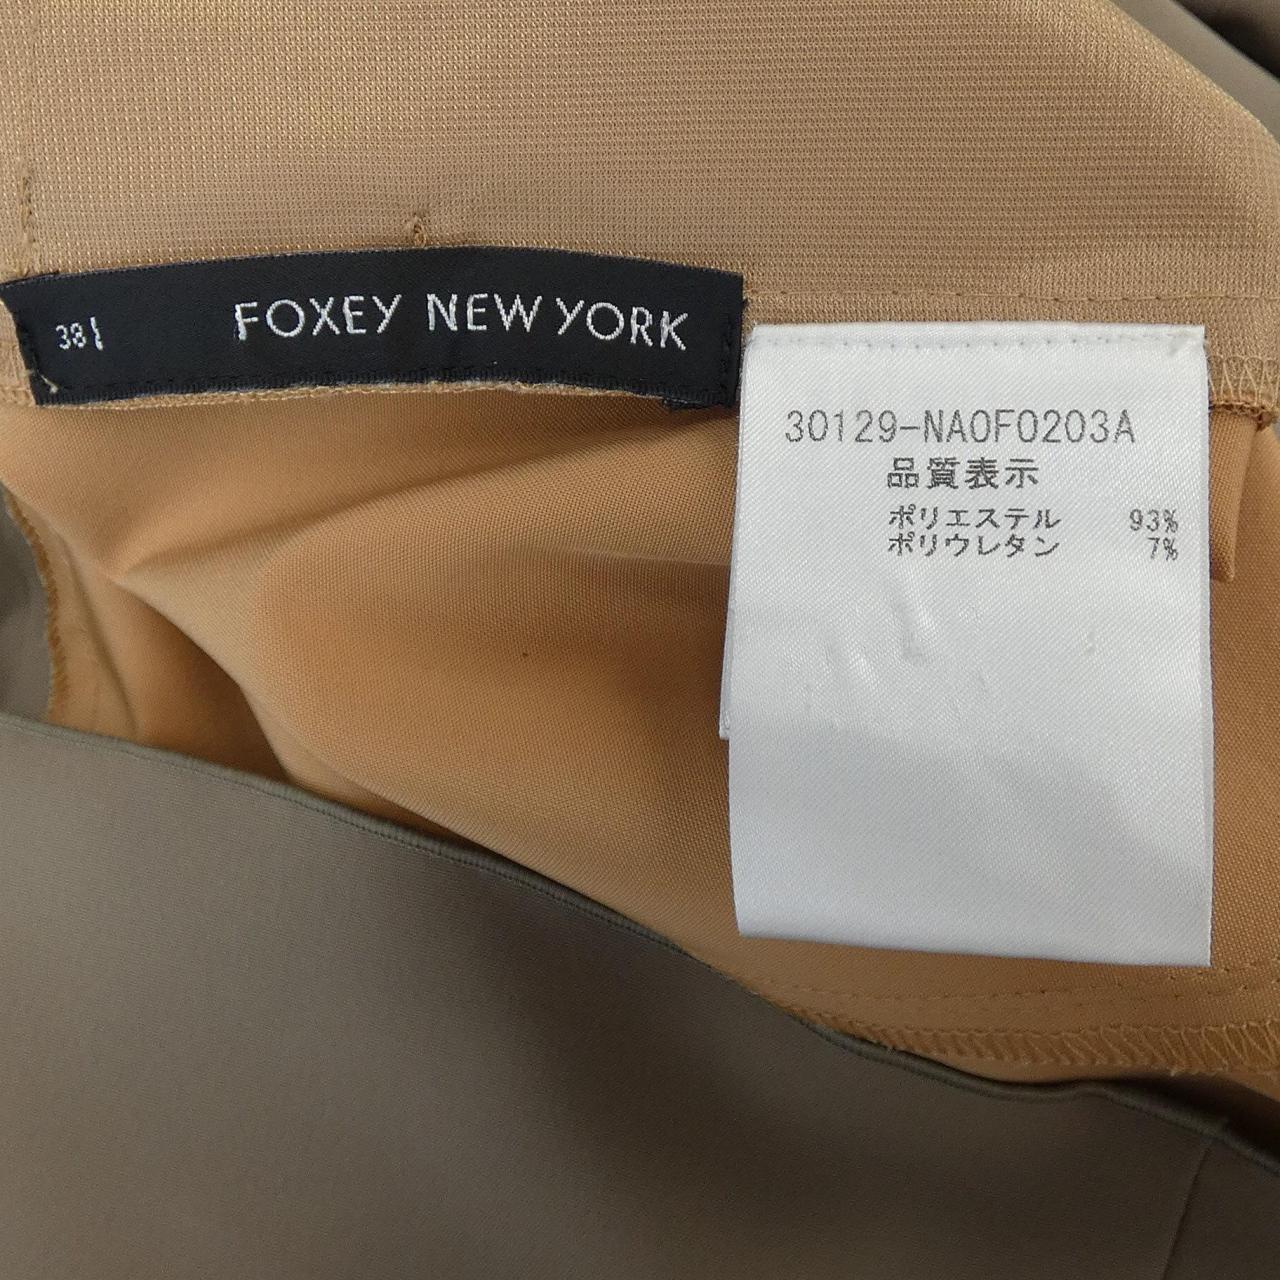 38
FOXEY NEW YORK
30129-NA0F0203A
品質表示
ポリエステル 93%
ポリウレタン 7%